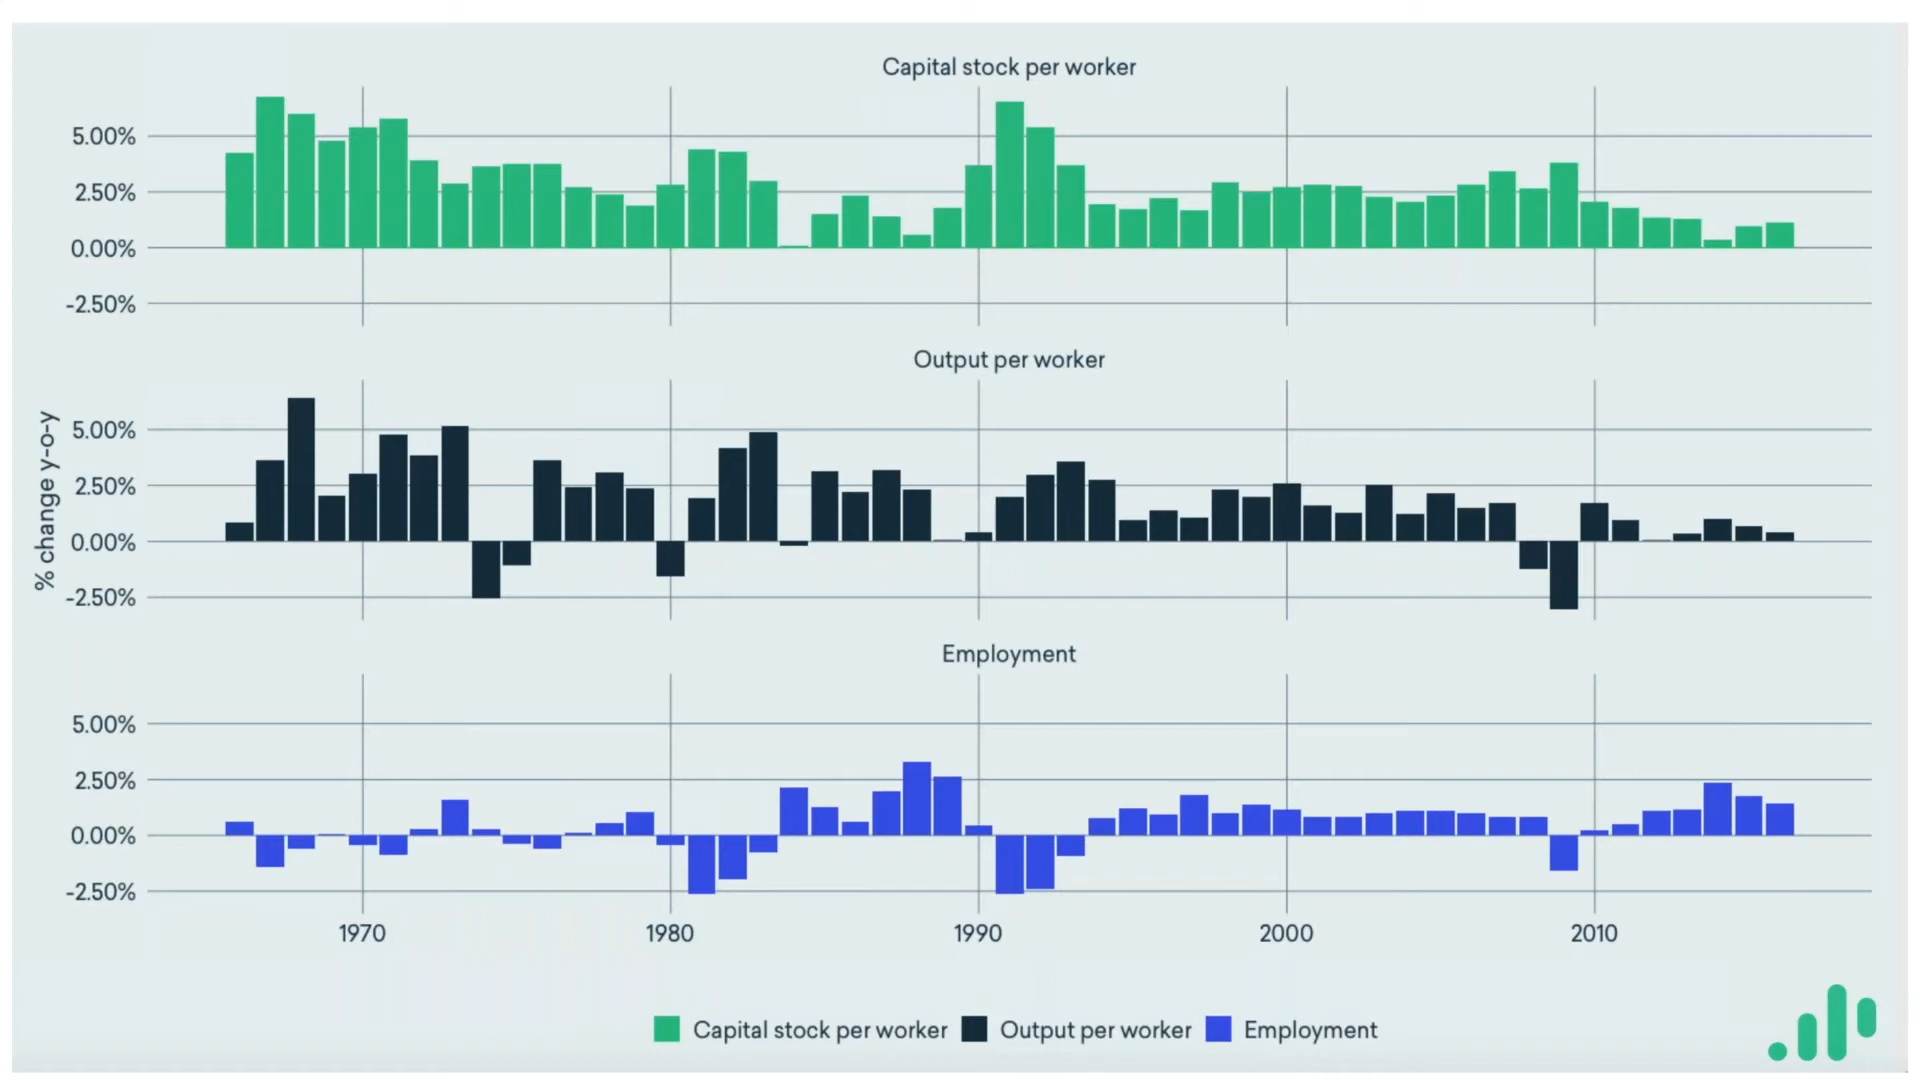 Capital stock per worker
5.00%
2.50%
0.00%
-2.50%
Output per worker
% change y-o-y
5.00%
2.50%
0.00%
-2.50%
Employment
5.00%
2.50%
0.00%
-2.50%
1970 1980 1990 2000 2010
Capital stock per worker Output per worker Employment